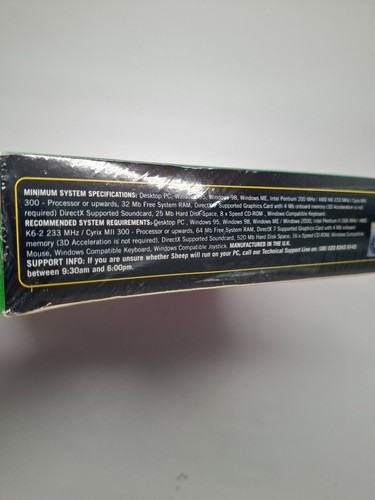 MINIMUM SYSTEM SPECIFICATIONS: Desktop PC, Windows 95, Windows 98, Windows ME, Intel Pentium 200 MHz / AMD K6 233 MHz / Cyrix MII
300 - Processor or upwards, 32 Mb Free System RAM, DirectX Supported Graphics Card with 4 Mb onboard memory (3D Acceleration is not
required) DirectX Supported Soundcard, 25 Mb Hard Disk Space, 8 x Speed CD-ROM, Windows Compatible Keyboard.
RECOMMENDED SYSTEM REQUIREMENTS: Desktop PC, Windows 95, Windows 98, Windows ME / Windows 2000, Intel Pentium II MHz / AMD
K6-2 233 MHz / Cyrix MII 300 - Processor or upwards, 64 Mb Free System RAM, DirectX 7 Supported Graphics Card with 4 Mb onboard
memory (3D Acceleration is not required), DirectX Supported Soundcard, 520 Mb Hard Disk Space, 16 x Speed CD-ROM, Windows Compatible
Mouse, Windows Compatible Keyboard, Windows Compatible Joystick. MANUFACTURED IN THE U.K.
SUPPORT INFO: If you are unsure whether Sheep will run on your PC, call our Technical Support Line on:
between 9:30am and 6:00pm.